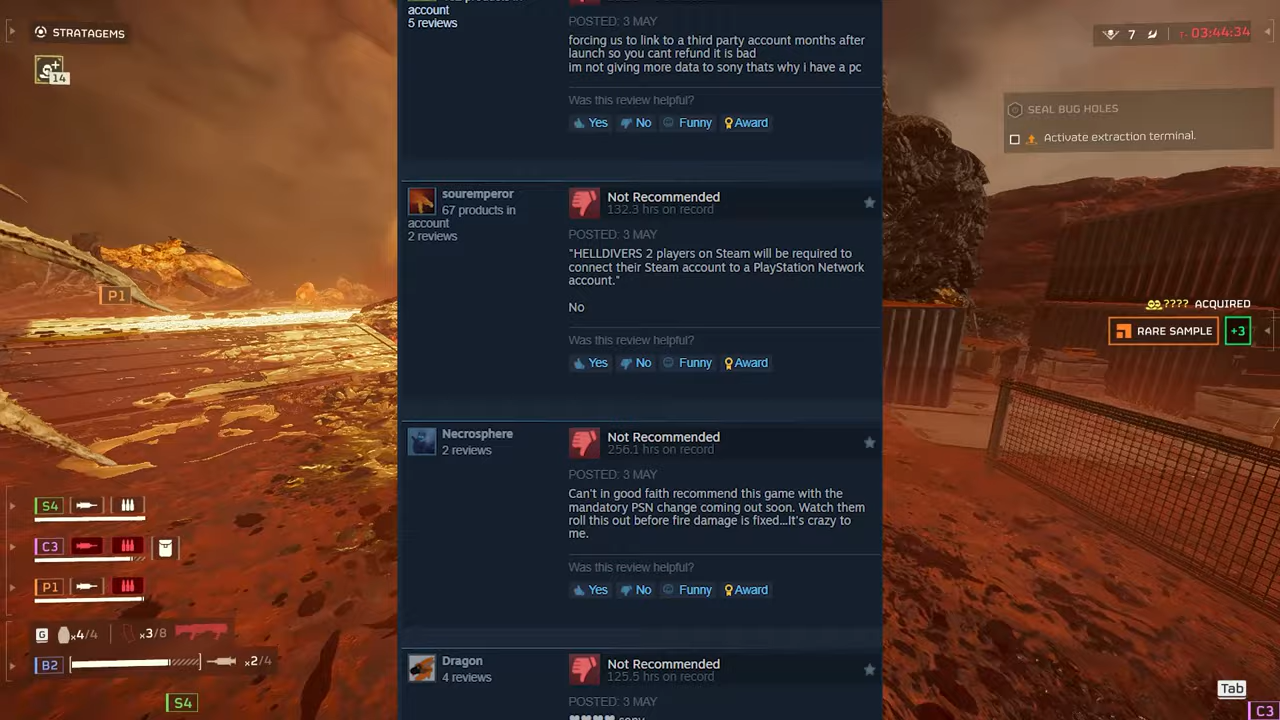 STRATAGEMS
14
7
T- 03:44:34
SEAL BUG HOLES
Activate extraction terminal.
account
5 reviews
POSTED: 3 MAY
forcing us to link to a third party account months after
launch so you cant refund it is bad
im not giving more data to sony thats why i have a pc
Was this review helpful?
Yes No Funny Award
souremperor
67 products in
account
2 reviews
Not Recommended
132.3 hrs on record
POSTED: 3 MAY
"HELLDIVERS 2 players on Steam will be required to
connect their Steam account to a PlayStation Network
account."
No
Was this review helpful?
Yes No Funny Award
Necrosphere
2 reviews
Not Recommended
256.1 hrs on record
POSTED: 3 MAY
Can't in good faith recommend this game with the
mandatory PSN change coming out soon. Watch them
roll this out before fire damage is fixed...It's crazy to
me.
Was this review helpful?
Yes No Funny Award
Dragon
4 reviews
Not Recommended
125.5 hrs on record
POSTED: 3 MAY
P1
???? ACQUIRED
RARE SAMPLE +3
S4
C3
P1
G x4/4 x3/8
B2 x2/4
S4
Tab
C3